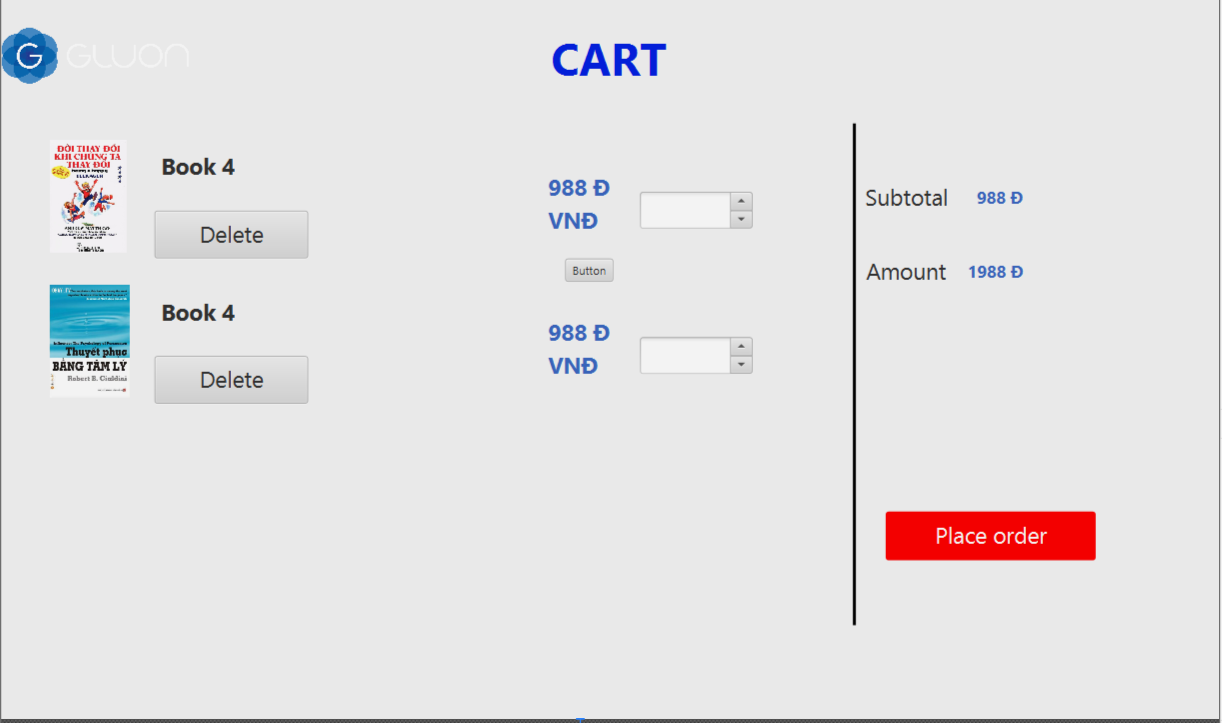 G GLUON
CART
ĐỜI THAY ĐỔI
KHI CHÚNG TA
THAY ĐỔI
Book 4
Delete
988 Đ
VNĐ
Button
Thuyết phục
BẰNG TÂM LÝ
Robert B. Cialdini
Book 4
Delete
988 Đ
VNĐ
Subtotal 988 Đ
Amount 1988 Đ
Place order